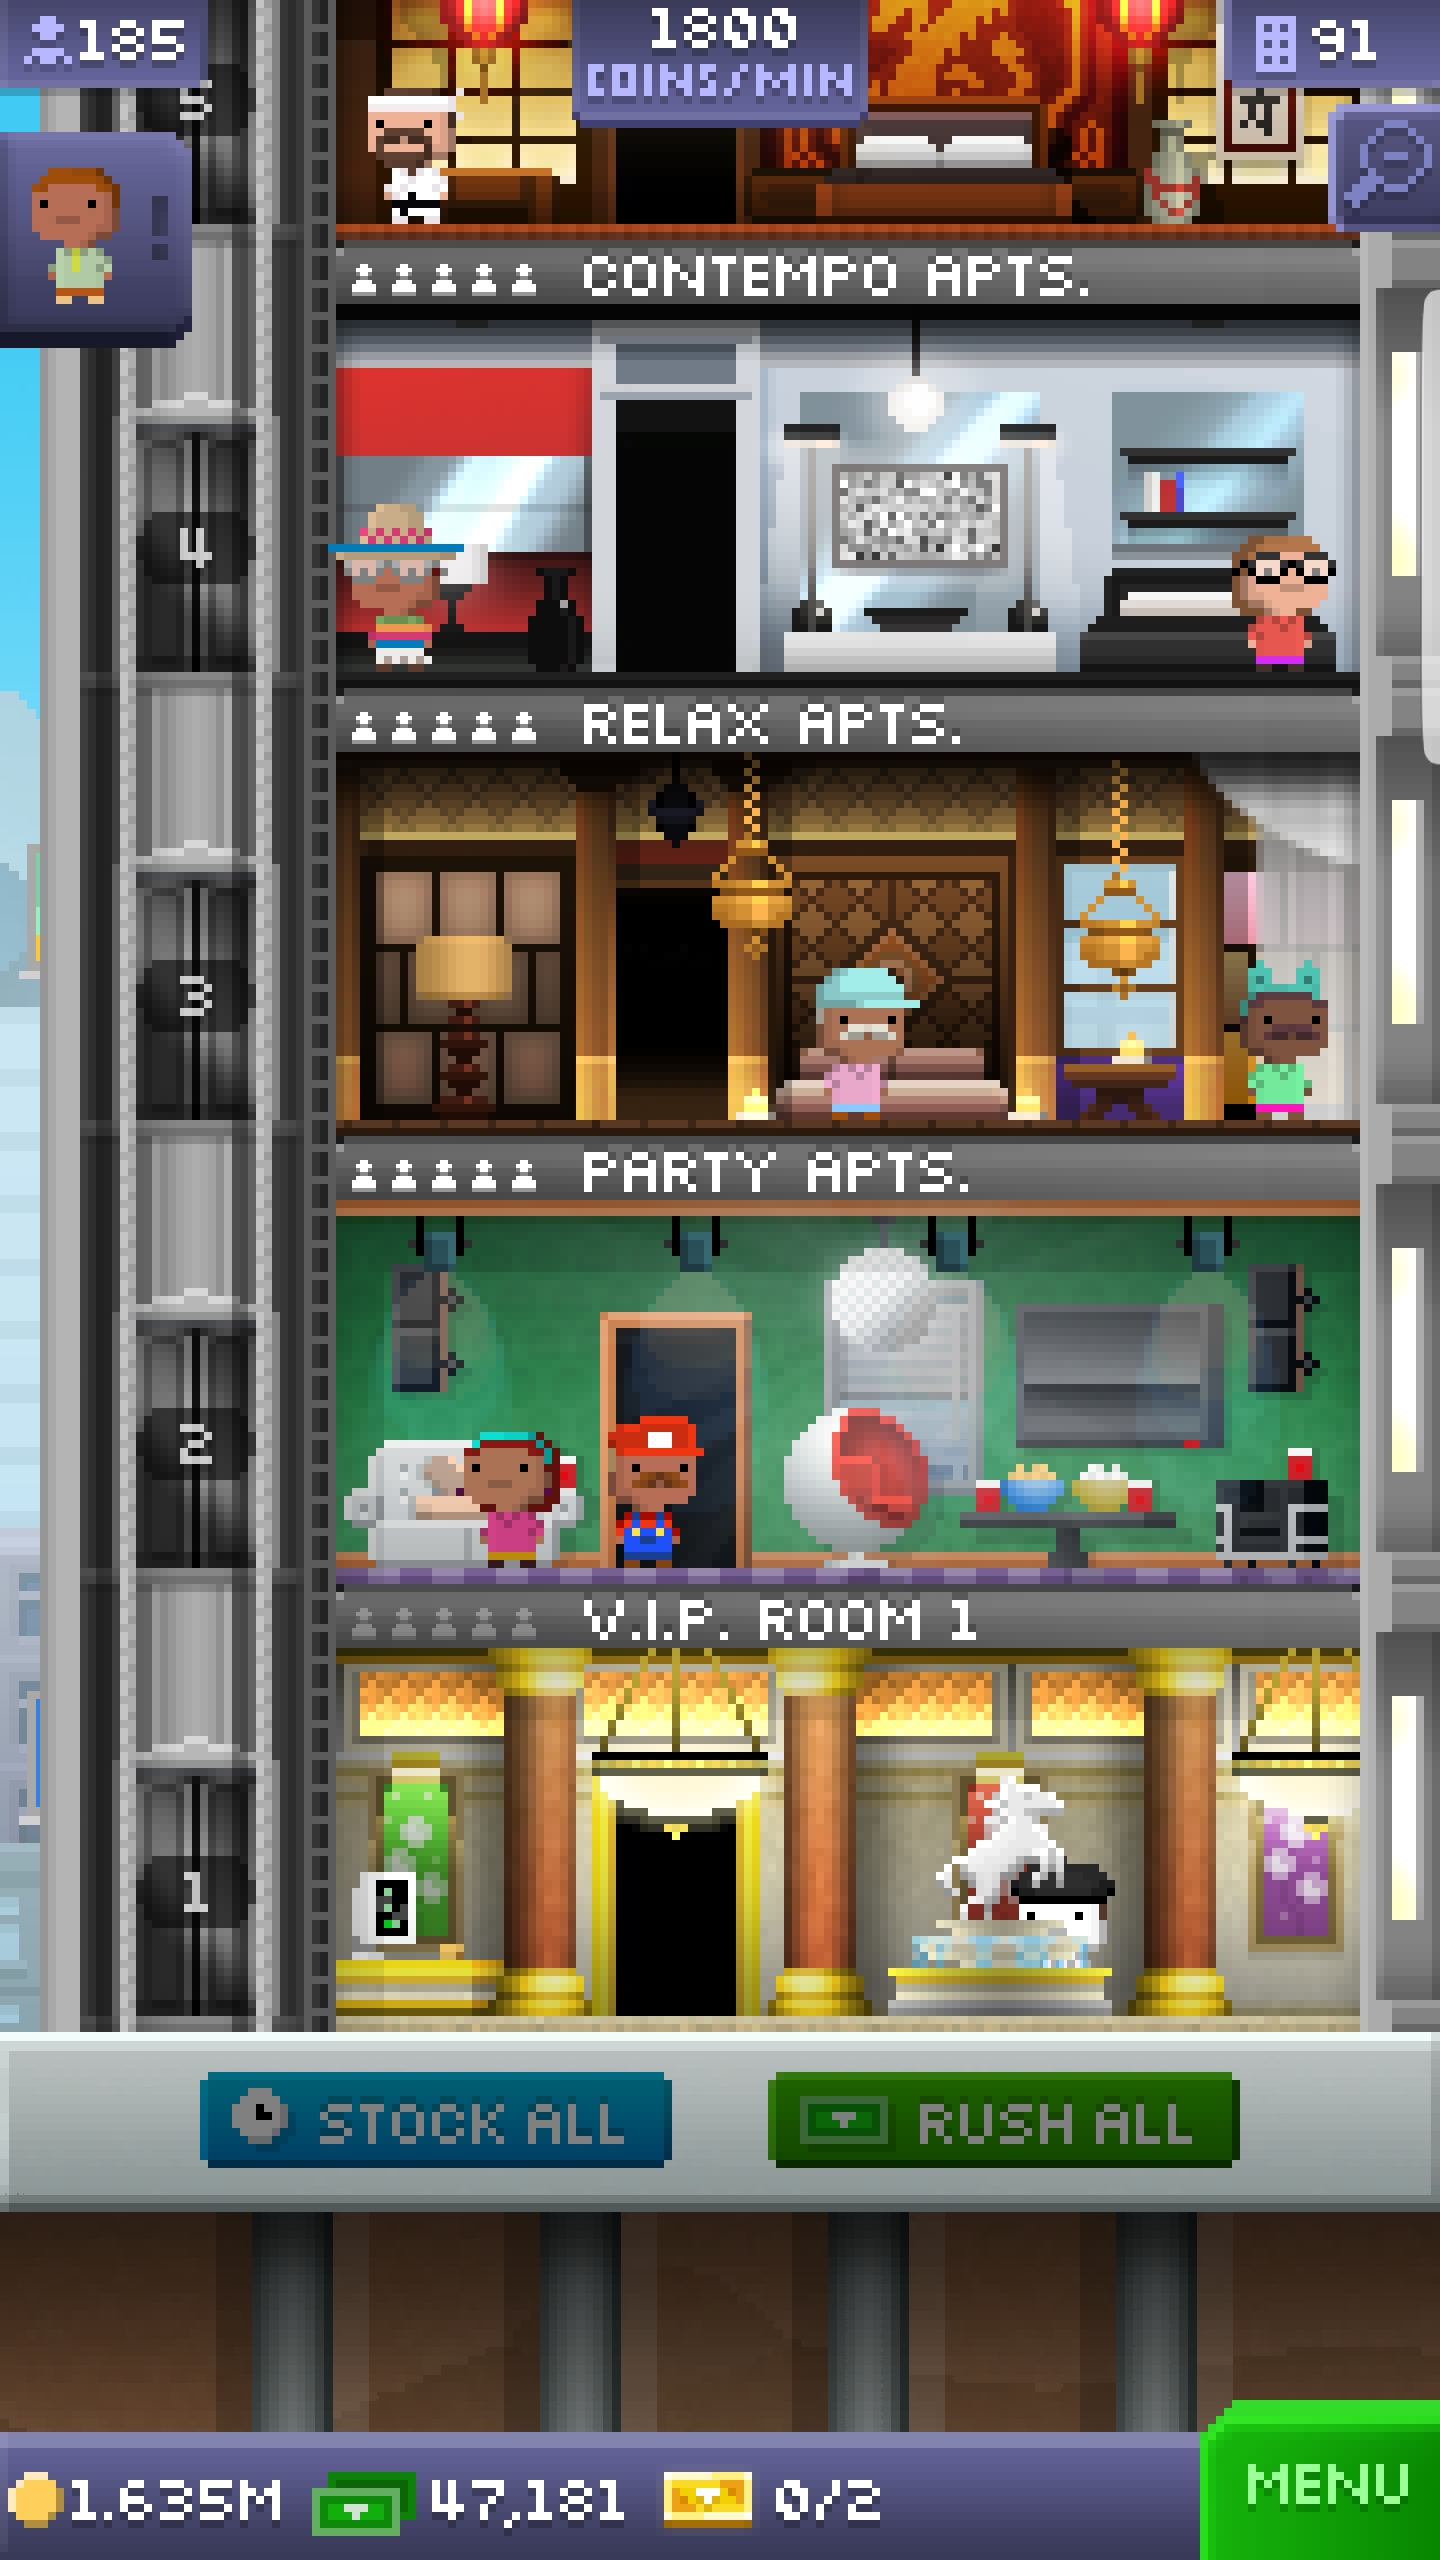 185
1800
COINS/MIN
91
5
CONTEMPO APTS.
4
RELAX APTS.
3
PARTY APTS.
2
V.I.P. ROOM 1
1
STOCK ALL
RUSH ALL
1.635M
47,181
0/2
MENU